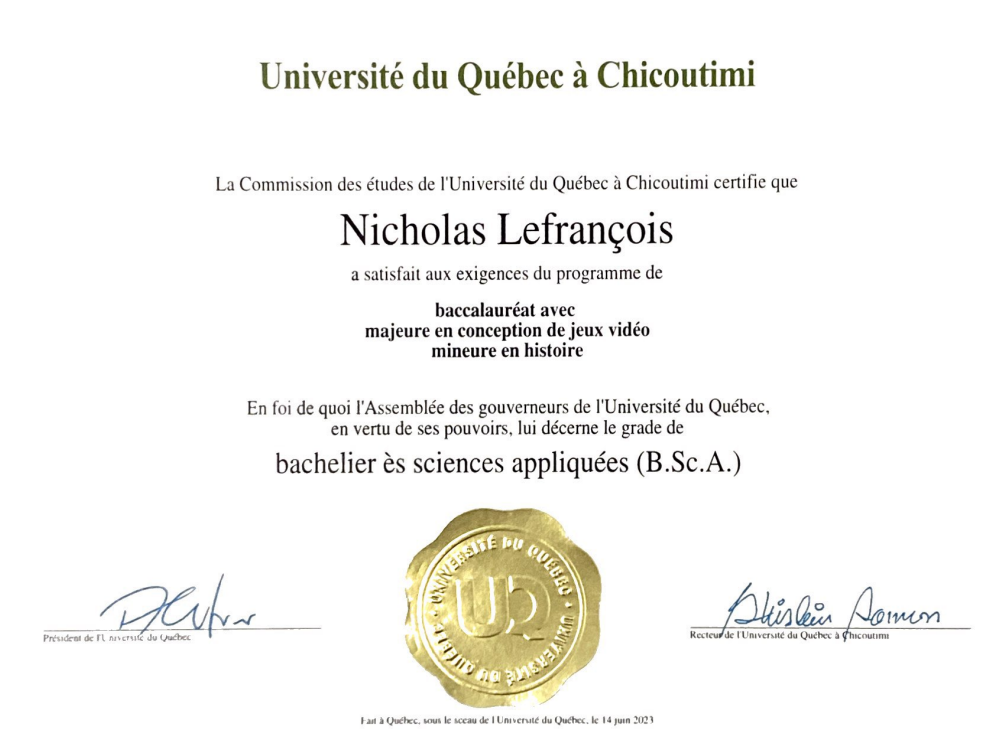 Université du Québec à Chicoutimi
La Commission des études de l'Université du Québec à Chicoutimi certifie que
Nicholas Lefrançois
a satisfait aux exigences du programme de
baccalauréat avec
majeure en conception de jeux vidéo
mineure en histoire
En foi de quoi l'Assemblée des gouverneurs de l'Université du Québec,
en vertu de ses pouvoirs, lui décerne le grade de
bachelier ès sciences appliquées (B.Sc.A.)
UNIVERSITÉ DU QUÉBEC • UNIVERSITÉ DU QUÉBEC •
UQ
Président de l'Université du Québec
Ghislain
Recteur de l'Université du Québec à Chicoutimi
Fait à Québec, sous le sceau de l'Université du Québec, le 14 juin 2023